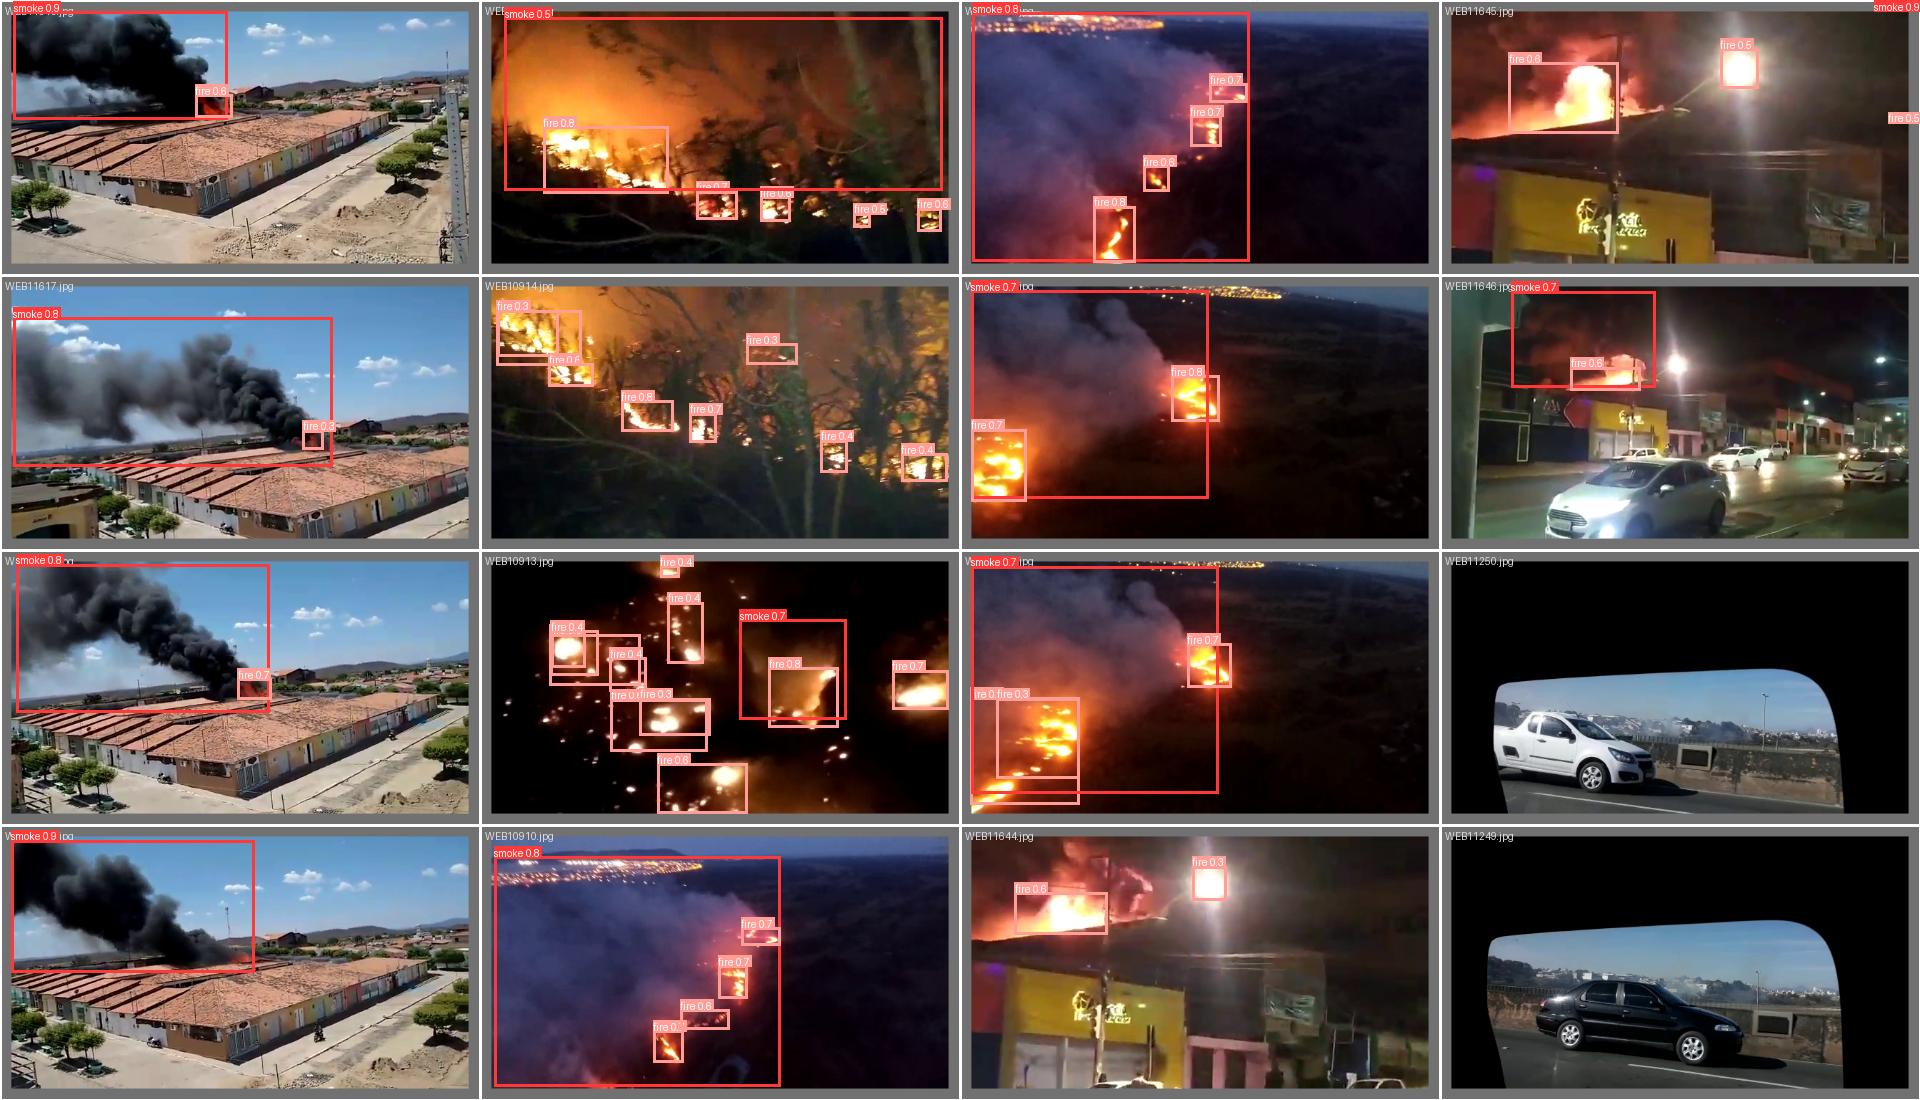 smoke 0.9
fire 0.6
smoke 0.5
fire 0.8
fire 0.7
fire 0.6
fire 0.5
fire 0.6
smoke 0.8
fire 0.7
fire 0.7
fire 0.6
fire 0.8
WEB11645.jpg
smoke 0.9
fire 0.6
fire 0.5
fire 0.5
WEB11617.jpg
smoke 0.8
fire 0.3
WEB10914.jpg
fire 0.3
fire 0.6
fire 0.3
fire 0.8
fire 0.7
fire 0.4
fire 0.4
smoke 0.7
fire 0.8
fire 0.7
WEB11646.jpg
smoke 0.7
fire 0.6
smoke 0.8
fire 0.7
WEB10913.jpg
fire 0.4
fire 0.4
fire 0.4
fire 0.4
smoke 0.7
fire 0.8
fire 0.7
fire 0.3
fire 0.6
smoke 0.7
fire 0.7
fire 0.3
WEB11250.jpg
smoke 0.9
WEB10910.jpg
smoke 0.8
fire 0.7
fire 0.7
fire 0.6
WEB11644.jpg
fire 0.6
fire 0.3
WEB11249.jpg